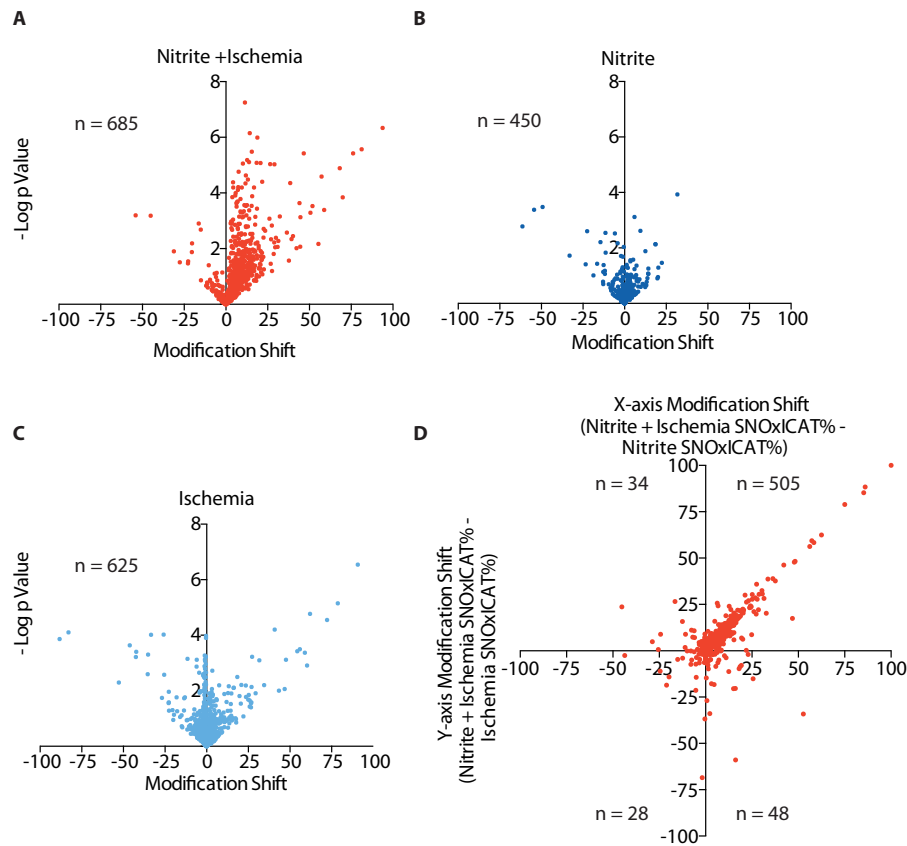 A
Nitrite +Ischemia
n = 685
- Log p Value
8
6
4
2
-100 -75 -50 -25 0 25 50 75 100
Modification Shift
B
Nitrite
n = 450
8
6
4
2
-100 -75 -50 -25 0 25 50 75 100
Modification Shift
C
Ischemia
n = 625
- Log p Value
8
6
4
2
-100 -75 -50 -25 0 25 50 75 100
Modification Shift
D
X-axis Modification Shift
(Nitrite + Ischemia SNOxICAT% -
Nitrite SNOxICAT%)
Y-axis Modification Shift
(Nitrite + Ischemia SNOxICAT% -
Ischemia SNOxICAT%)
n = 34
n = 505
100
75
50
25
-100 -75 -50 -25 0 25 50 75 100
-25
-50
-75
-100
n = 28
n = 48